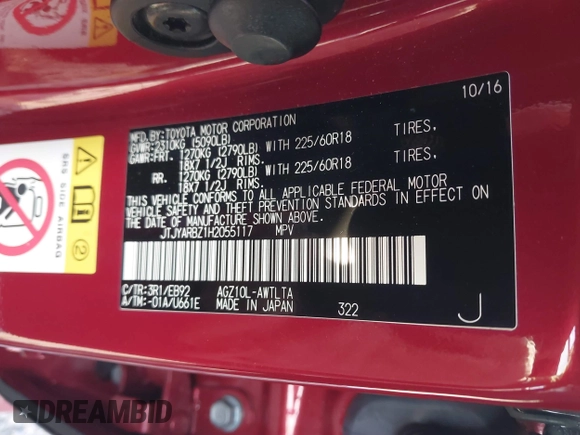 10/16
MFD. BY: TOYOTA MOTOR CORPORATION
GVWR: 2310KG (5090LB)
GAWR: FRT. 1270KG (2790LB) WITH 225/60R18 TIRES,
18X7 1/2J RIMS.
RR. 1270KG (2790LB) WITH 225/60R18 TIRES,
18X7 1/2J RIMS.
THIS VEHICLE CONFORMS TO ALL APPLICABLE FEDERAL MOTOR
VEHICLE SAFETY AND THEFT PREVENTION STANDARDS IN EFFECT ON
THE DATE OF MANUFACTURE SHOWN ABOVE.
JTJYARBZ1H2055117 MPV
C/TR: 3R1/EB92 AGZ10L-AWTLTA
A/TM: -01A/U661E MADE IN JAPAN 322 J
SRS SIDE AIRBAG
2
DREAMBID